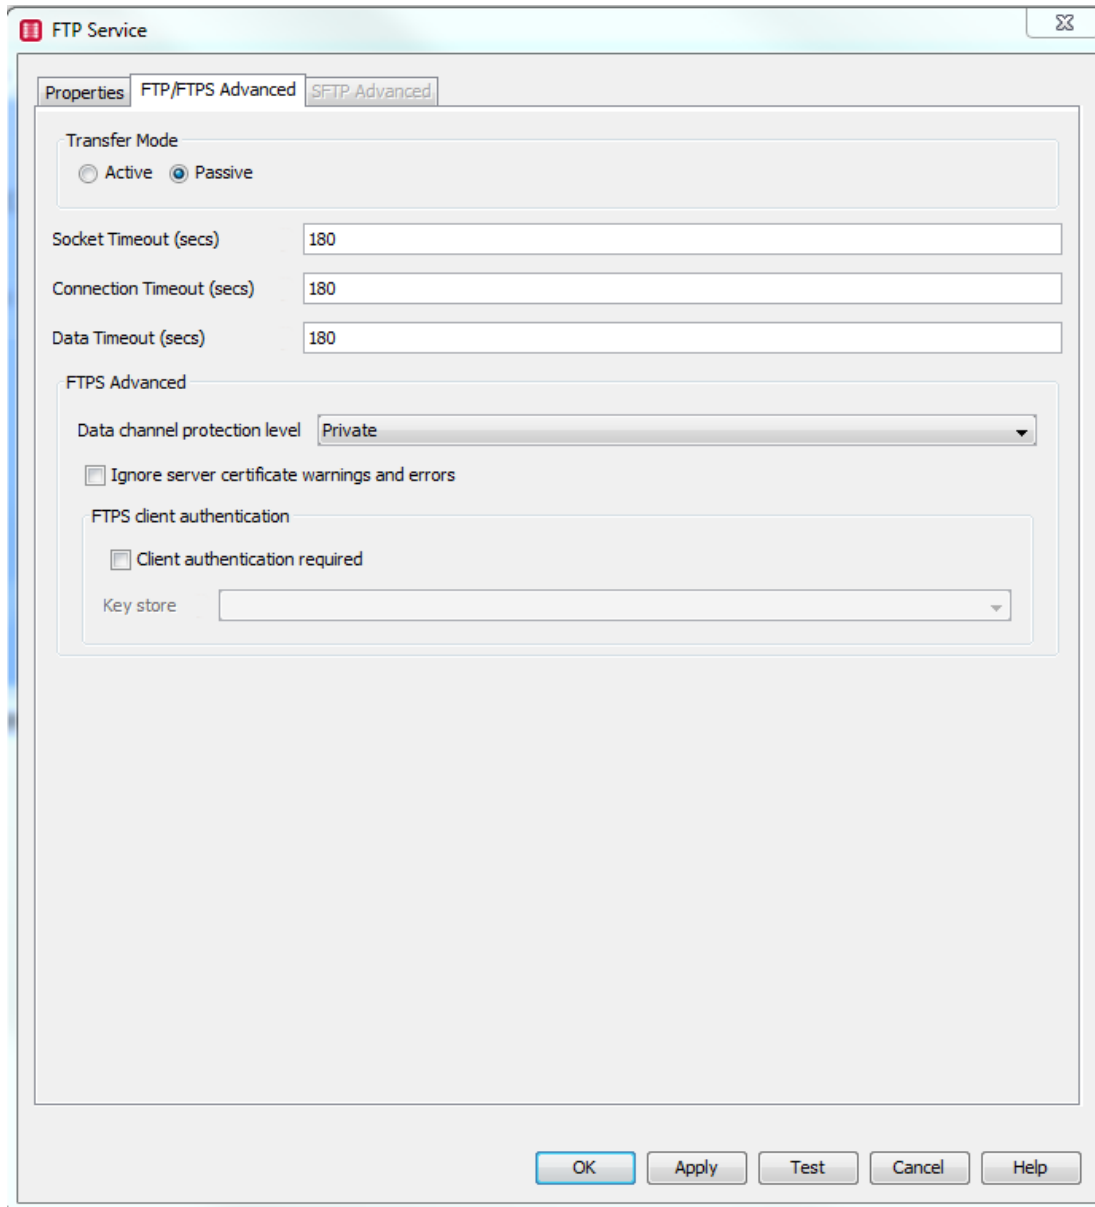 FTP Service
Properties FTP/FTPS Advanced SFTP Advanced
Transfer Mode
Active Passive
Socket Timeout (secs) 180
Connection Timeout (secs) 180
Data Timeout (secs) 180
FTPS Advanced
Data channel protection level Private
Ignore server certificate warnings and errors
FTPS client authentication
Client authentication required
Key store
OK Apply Test Cancel Help